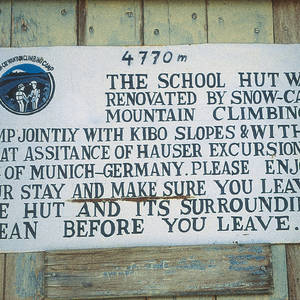 4770m
THE SCHOOL HUT W
RENOVATED BY SNOW-CA
MOUNTAIN CLIMBING
MP JOINTLY WITH KIBO SLOPES & WITH
AT ASSITANCE OF HAUSER EXCURSION
OF MUNICH-GERMANY. PLEASE ENJO
UR STAY AND MAKE SURE YOU LEAV
E HUT AND ITS SURROUNDIN
EAN BEFORE YOU LEAVE.